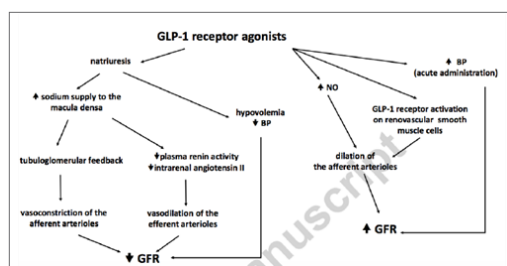 GLP-1 receptor agonists
natriuresis
↑ BP
(acute administration)
↑ NO
↑ sodium supply to the
macula densa
hypovolemia
↓ BP
GLP-1 receptor activation
on renovascular smooth
muscle cells
tubuloglomerular feedback
↓plasma renin activity
↓intrarenal angiotensin II
dilation of
the afferent arterioles
vasoconstriction of the
afferent arterioles
vasodilation of the
efferent arterioles
↑ GFR
↓ GFR
anuscript